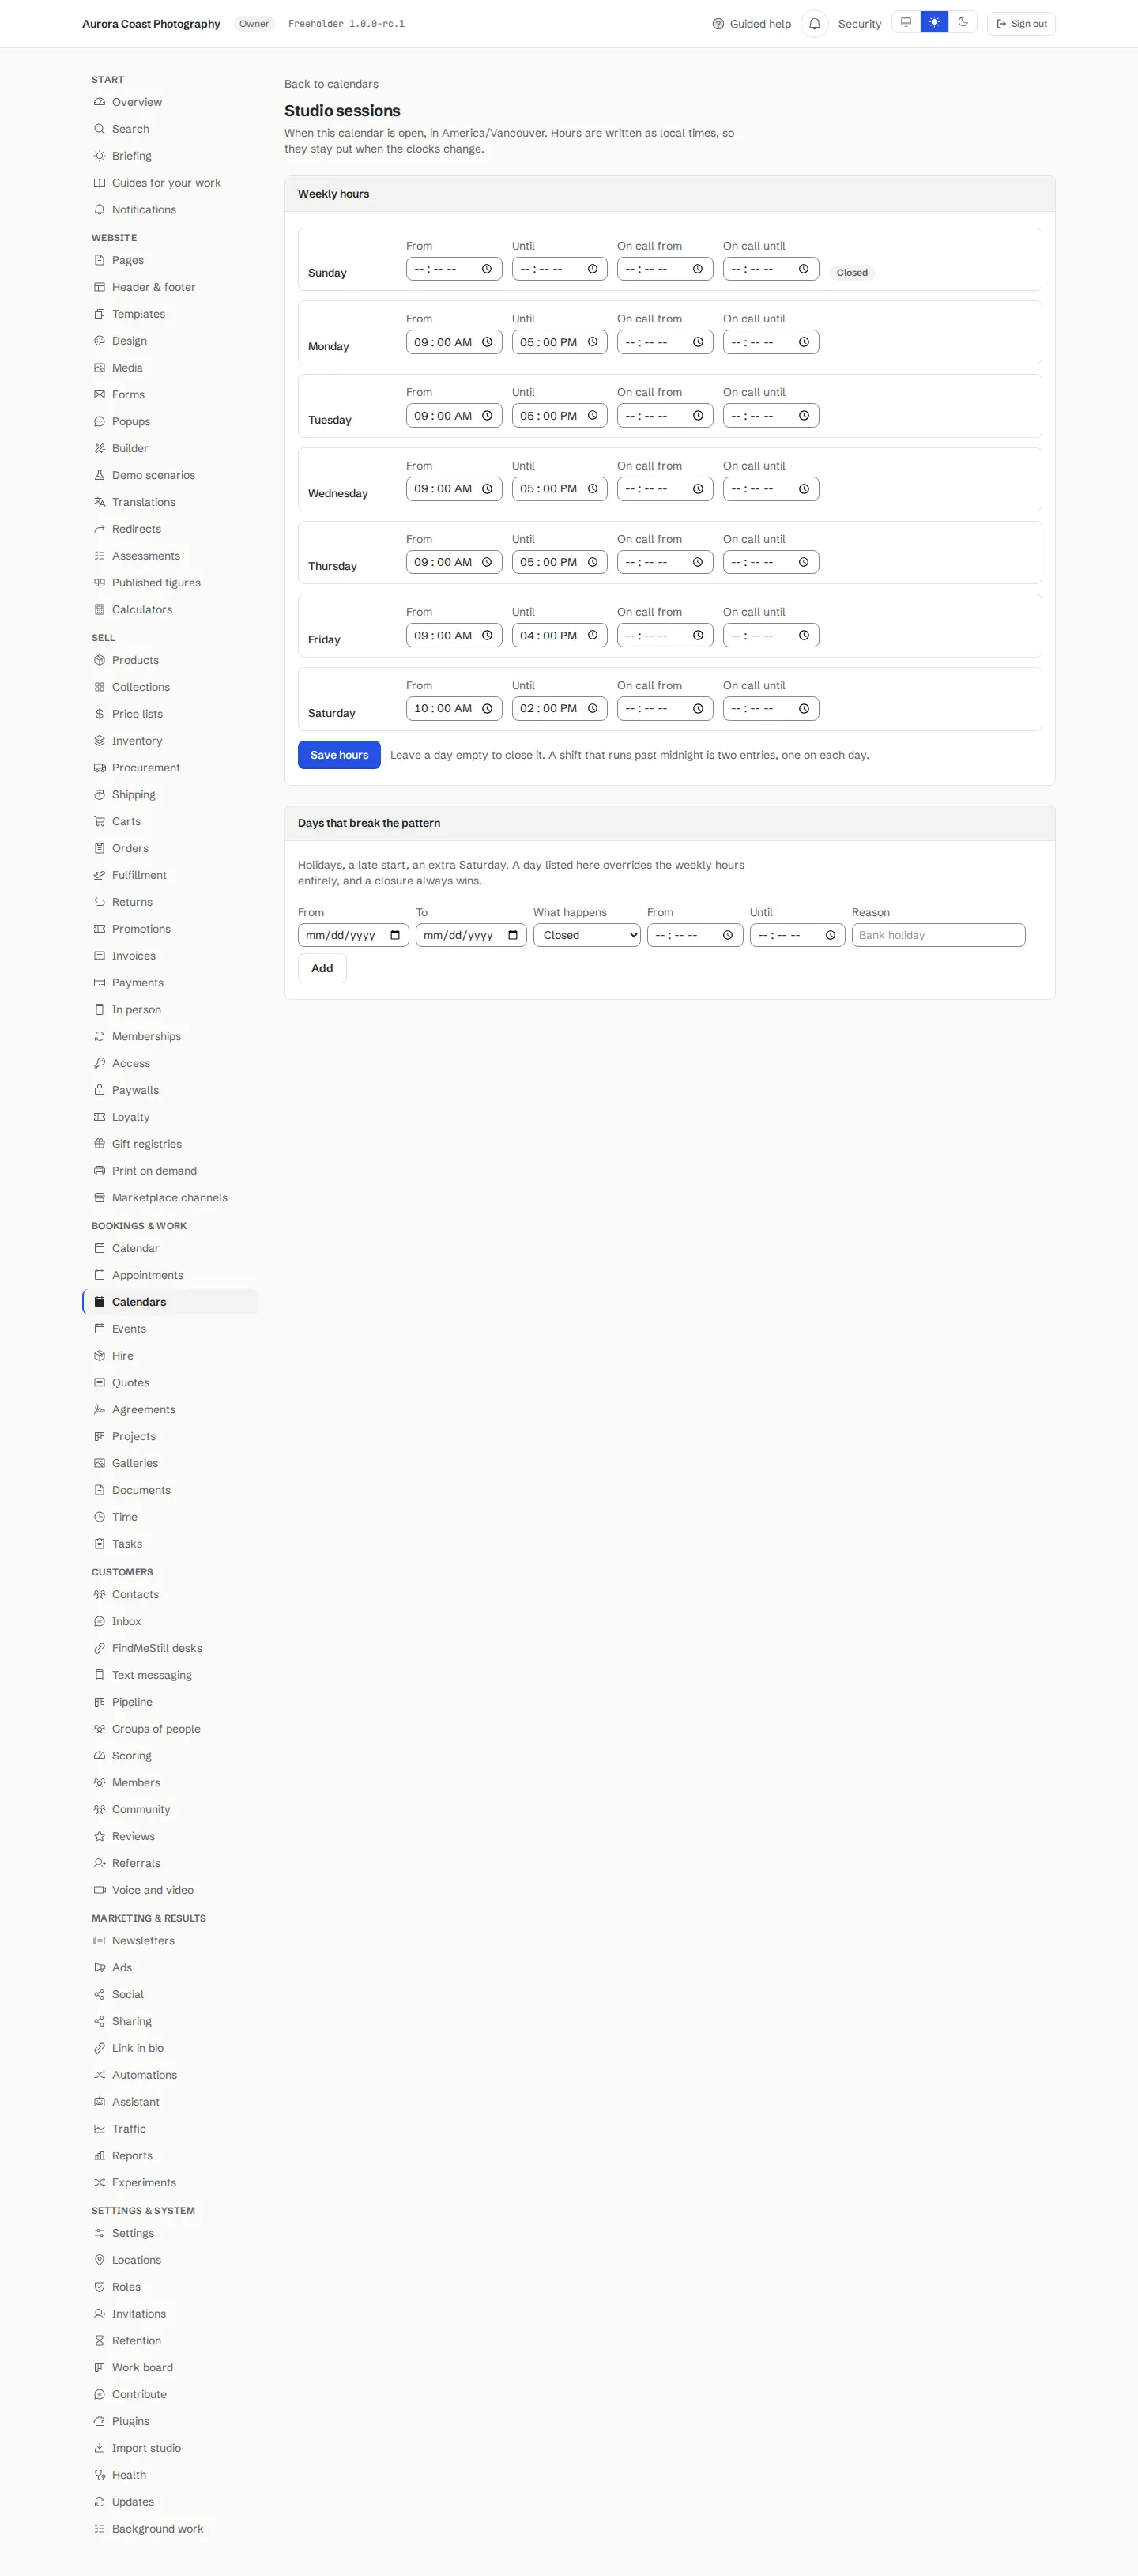 Aurora Coast Photography Owner Freeholder 1.0.0-rc.1 Guided help Security Sign out
START
Overview
Search
Briefing
Guides for your work
Notifications
WEBSITE
Pages
Header & footer
Templates
Design
Media
Forms
Popups
Builder
Demo scenarios
Translations
Redirects
Assessments
Published figures
Calculators
SELL
Products
Collections
Price lists
Inventory
Procurement
Shipping
Carts
Orders
Fulfillment
Returns
Promotions
Invoices
Payments
In person
Memberships
Access
Paywalls
Loyalty
Gift registries
Print on demand
Marketplace channels
BOOKINGS & WORK
Calendar
Appointments
Calendars
Events
Hire
Quotes
Agreements
Projects
Galleries
Documents
Time
Tasks
CUSTOMERS
Contacts
Inbox
FindMeStill desks
Text messaging
Pipeline
Groups of people
Scoring
Members
Community
Reviews
Referrals
Voice and video
MARKETING & RESULTS
Newsletters
Ads
Social
Sharing
Link in bio
Automations
Assistant
Traffic
Reports
Experiments
SETTINGS & SYSTEM
Settings
Locations
Roles
Invitations
Retention
Work board
Contribute
Plugins
Import studio
Health
Updates
Background work
Back to calendars
Studio sessions
When this calendar is open, in America/Vancouver. Hours are written as local times, so
they stay put when the clocks change.
Weekly hours
From Until On call from On call until
Sunday --:-- -- --:-- -- --:-- -- --:-- -- Closed
From Until On call from On call until
Monday 09:00 AM 05:00 PM --:-- -- --:-- --
From Until On call from On call until
Tuesday 09:00 AM 05:00 PM --:-- -- --:-- --
From Until On call from On call until
Wednesday 09:00 AM 05:00 PM --:-- -- --:-- --
From Until On call from On call until
Thursday 09:00 AM 05:00 PM --:-- -- --:-- --
From Until On call from On call until
Friday 09:00 AM 04:00 PM --:-- -- --:-- --
From Until On call from On call until
Saturday 10:00 AM 02:00 PM --:-- -- --:-- --
Save hours Leave a day empty to close it. A shift that runs past midnight is two entries, one on each day.
Days that break the pattern
Holidays, a late start, an extra Saturday. A day listed here overrides the weekly hours
entirely, and a closure always wins.
From To What happens From Until Reason
mm/dd/yyyy mm/dd/yyyy Closed --:-- -- --:-- -- Bank holiday
Add